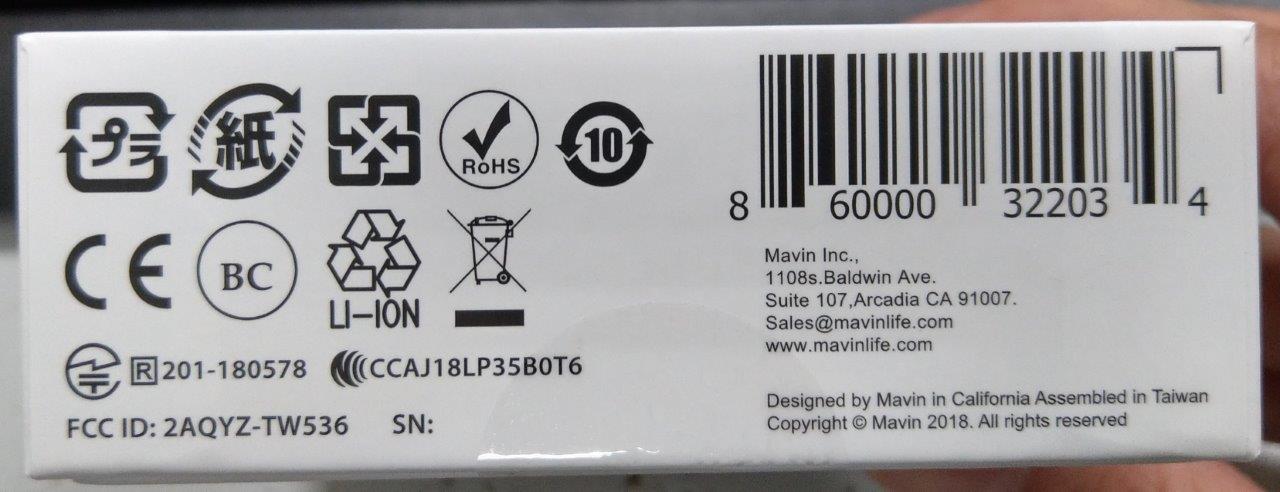 プラ
紙
RoHS
10
CE
BC
LI-ION
R 201-180578
CCAJ18LP35B0T6
FCC ID: 2AQYZ-TW536 SN:
8 60000 32203 4
Mavin Inc.,
1108s.Baldwin Ave.
Suite 107,Arcadia CA 91007.
Sales@mavinlife.com
www.mavinlife.com
Designed by Mavin in California Assembled in Taiwan
Copyright © Mavin 2018. All rights reserved